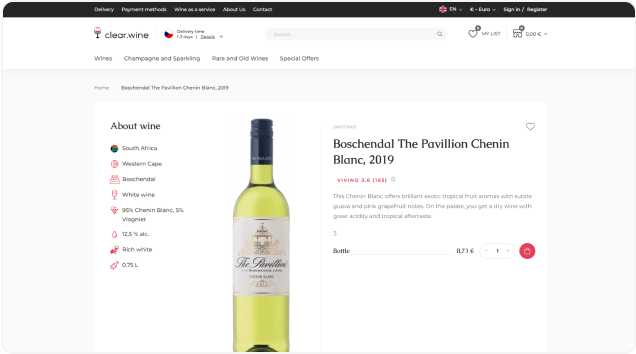 Delivery Payment methods Wine as a service About Us Contact EN € - Euro Sign in / Register
clear.wine Delivery time Search... 0 MY LIST 0 0,00 €
1-3 days | Details →
Wines Champagne and Sparkling Rare and Old Wines Special Offers
Home Boschendal The Pavillion Chenin Blanc, 2019
About wine
South Africa
Western Cape
Boschendal
White wine
95% Chenin Blanc, 5%
Viognier
12,5 % alc.
Rich white
0,75 L
THE PAVILLION
The Pavillion
CHENIN BLANC
Boschendal The Pavillion Chenin
Blanc, 2019
VIVINO 3.6 (165)
This Chenin Blanc offers brilliant exotic tropical fruit aromas with subtle
guava and pink grapefruit notes. On the palate, you get a dry wine with
great acidity and tropical aftertaste.
3
Bottle 8,73 € - 1 +